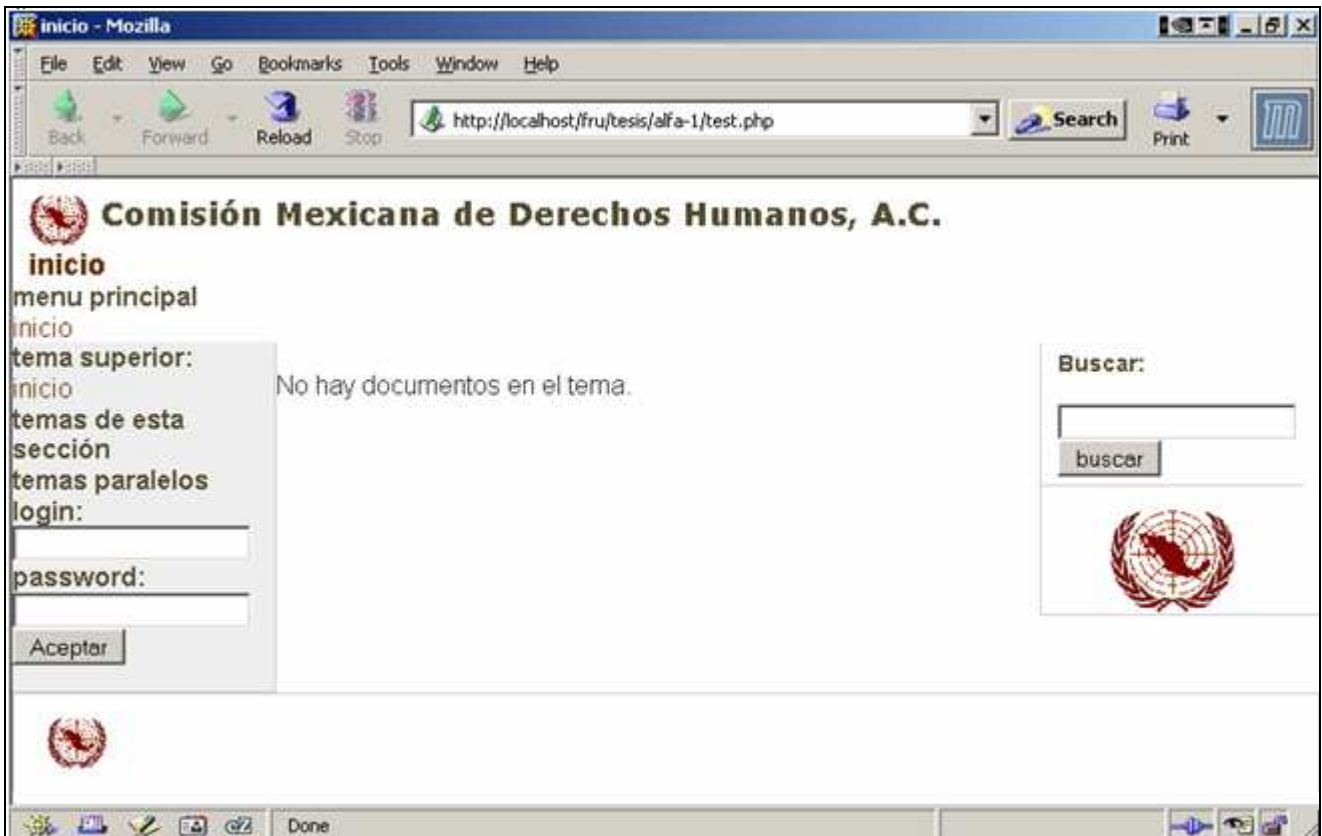 inicio - Mozilla
File Edit View Go Bookmarks Tools Window Help
Back Forward Reload Stop http://localhost/fru/tesis/alfa-1/test.php Search Print
Comisión Mexicana de Derechos Humanos, A.C.
inicio
menu principal
inicio
tema superior:
inicio
temas de esta
sección
temas paralelos
login:
password:
Aceptar
No hay documentos en el tema.
Buscar:
buscar
Done